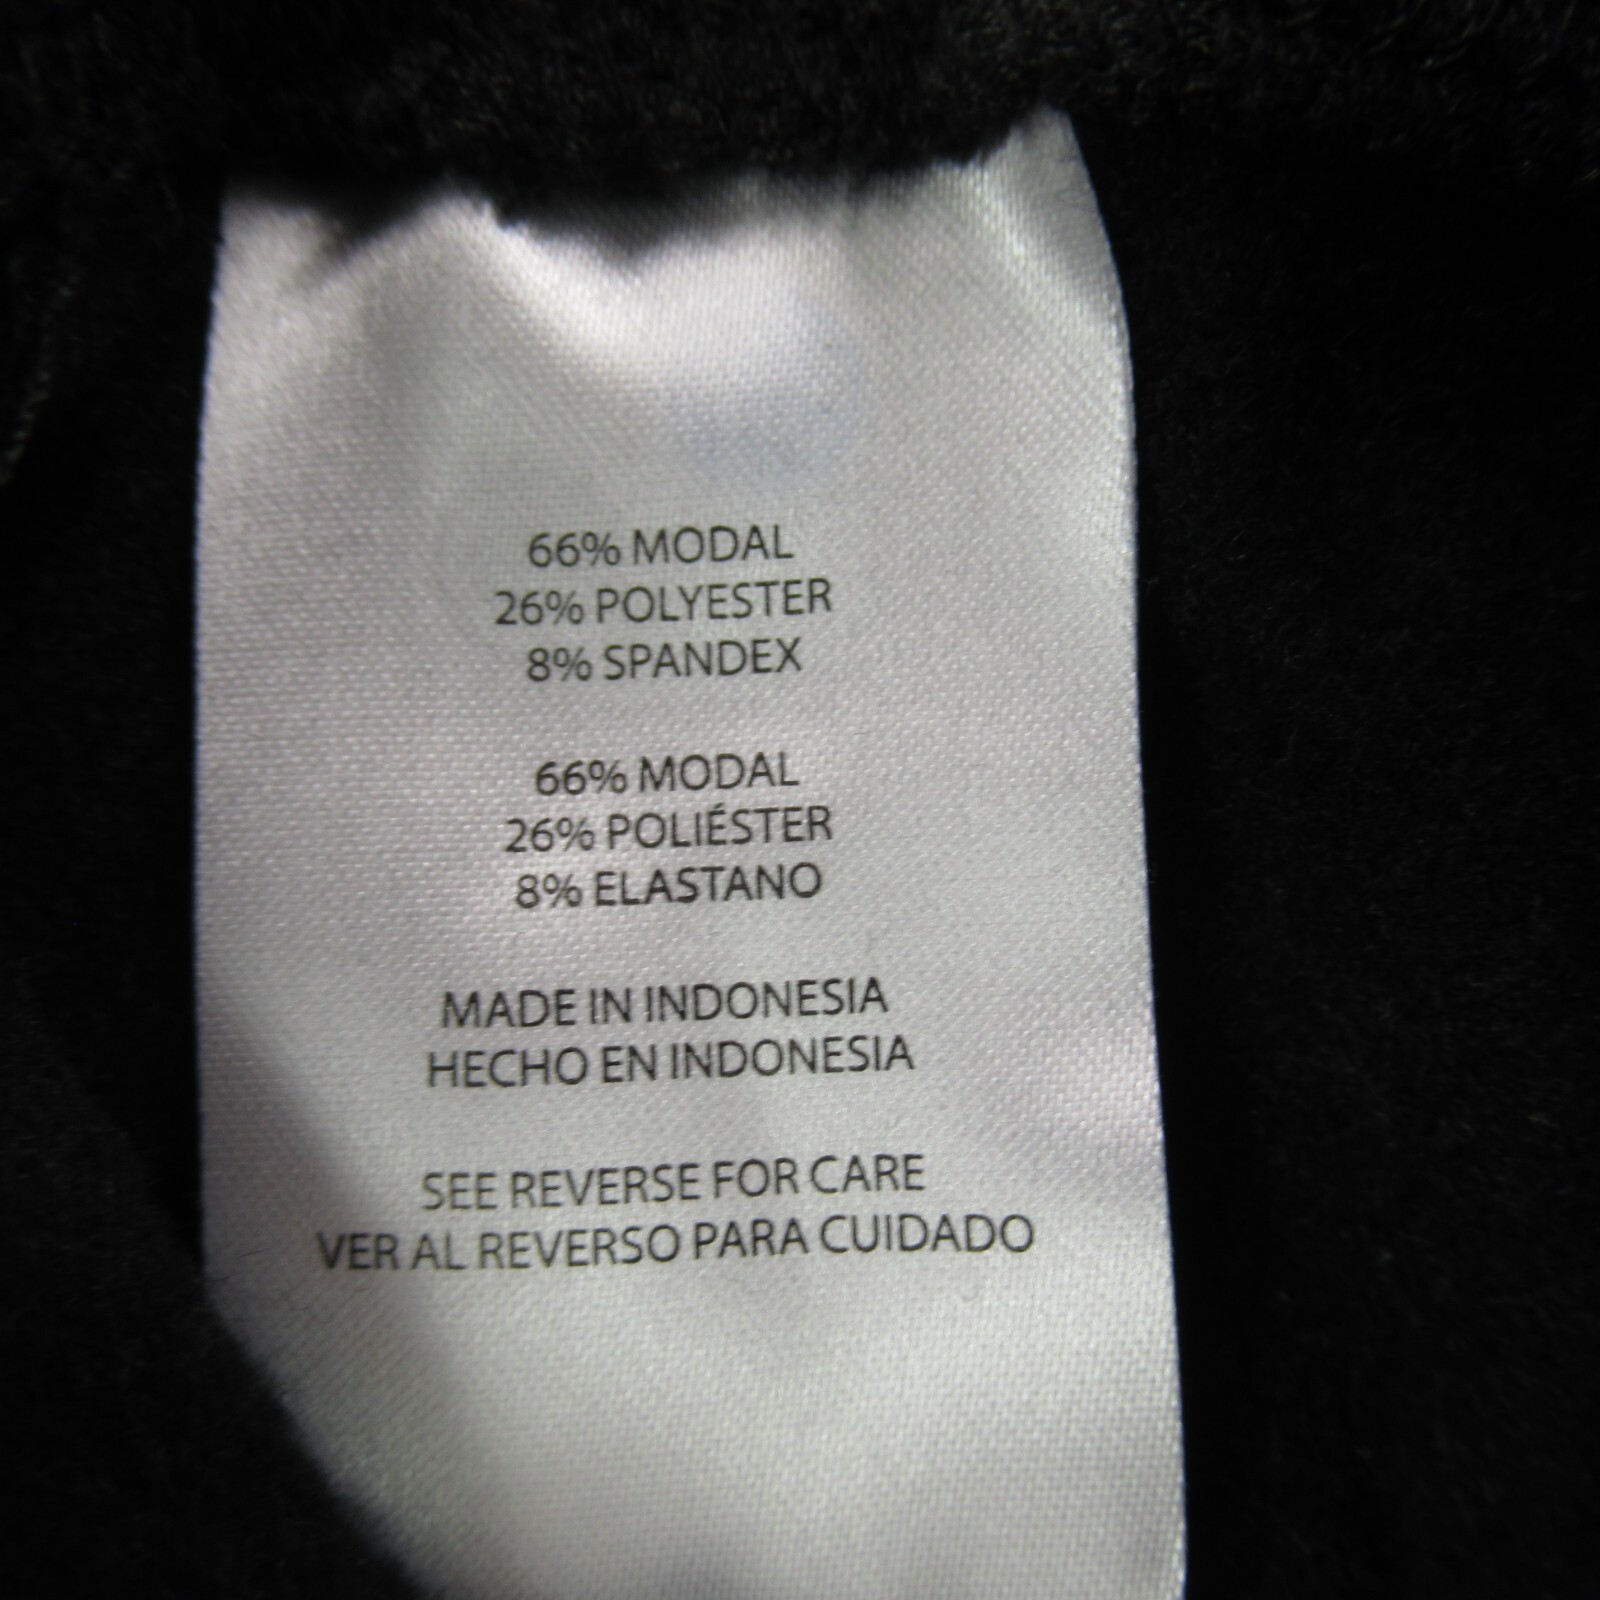 66% MODAL
26% POLYESTER
8% SPANDEX
66% MODAL
26% POLIÉSTER
8% ELASTANO
MADE IN INDONESIA
HECHO EN INDONESIA
SEE REVERSE FOR CARE
VER AL REVERSO PARA CUIDADO